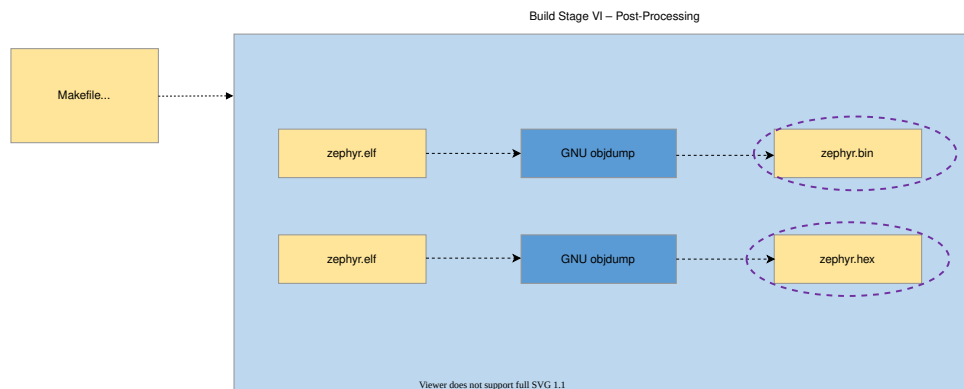 Build Stage VI – Post-Processing
Makefile...
zephyr.elf
GNU objdump
zephyr.bin
zephyr.elf
GNU objdump
zephyr.hex
Viewer does not support full SVG 1.1